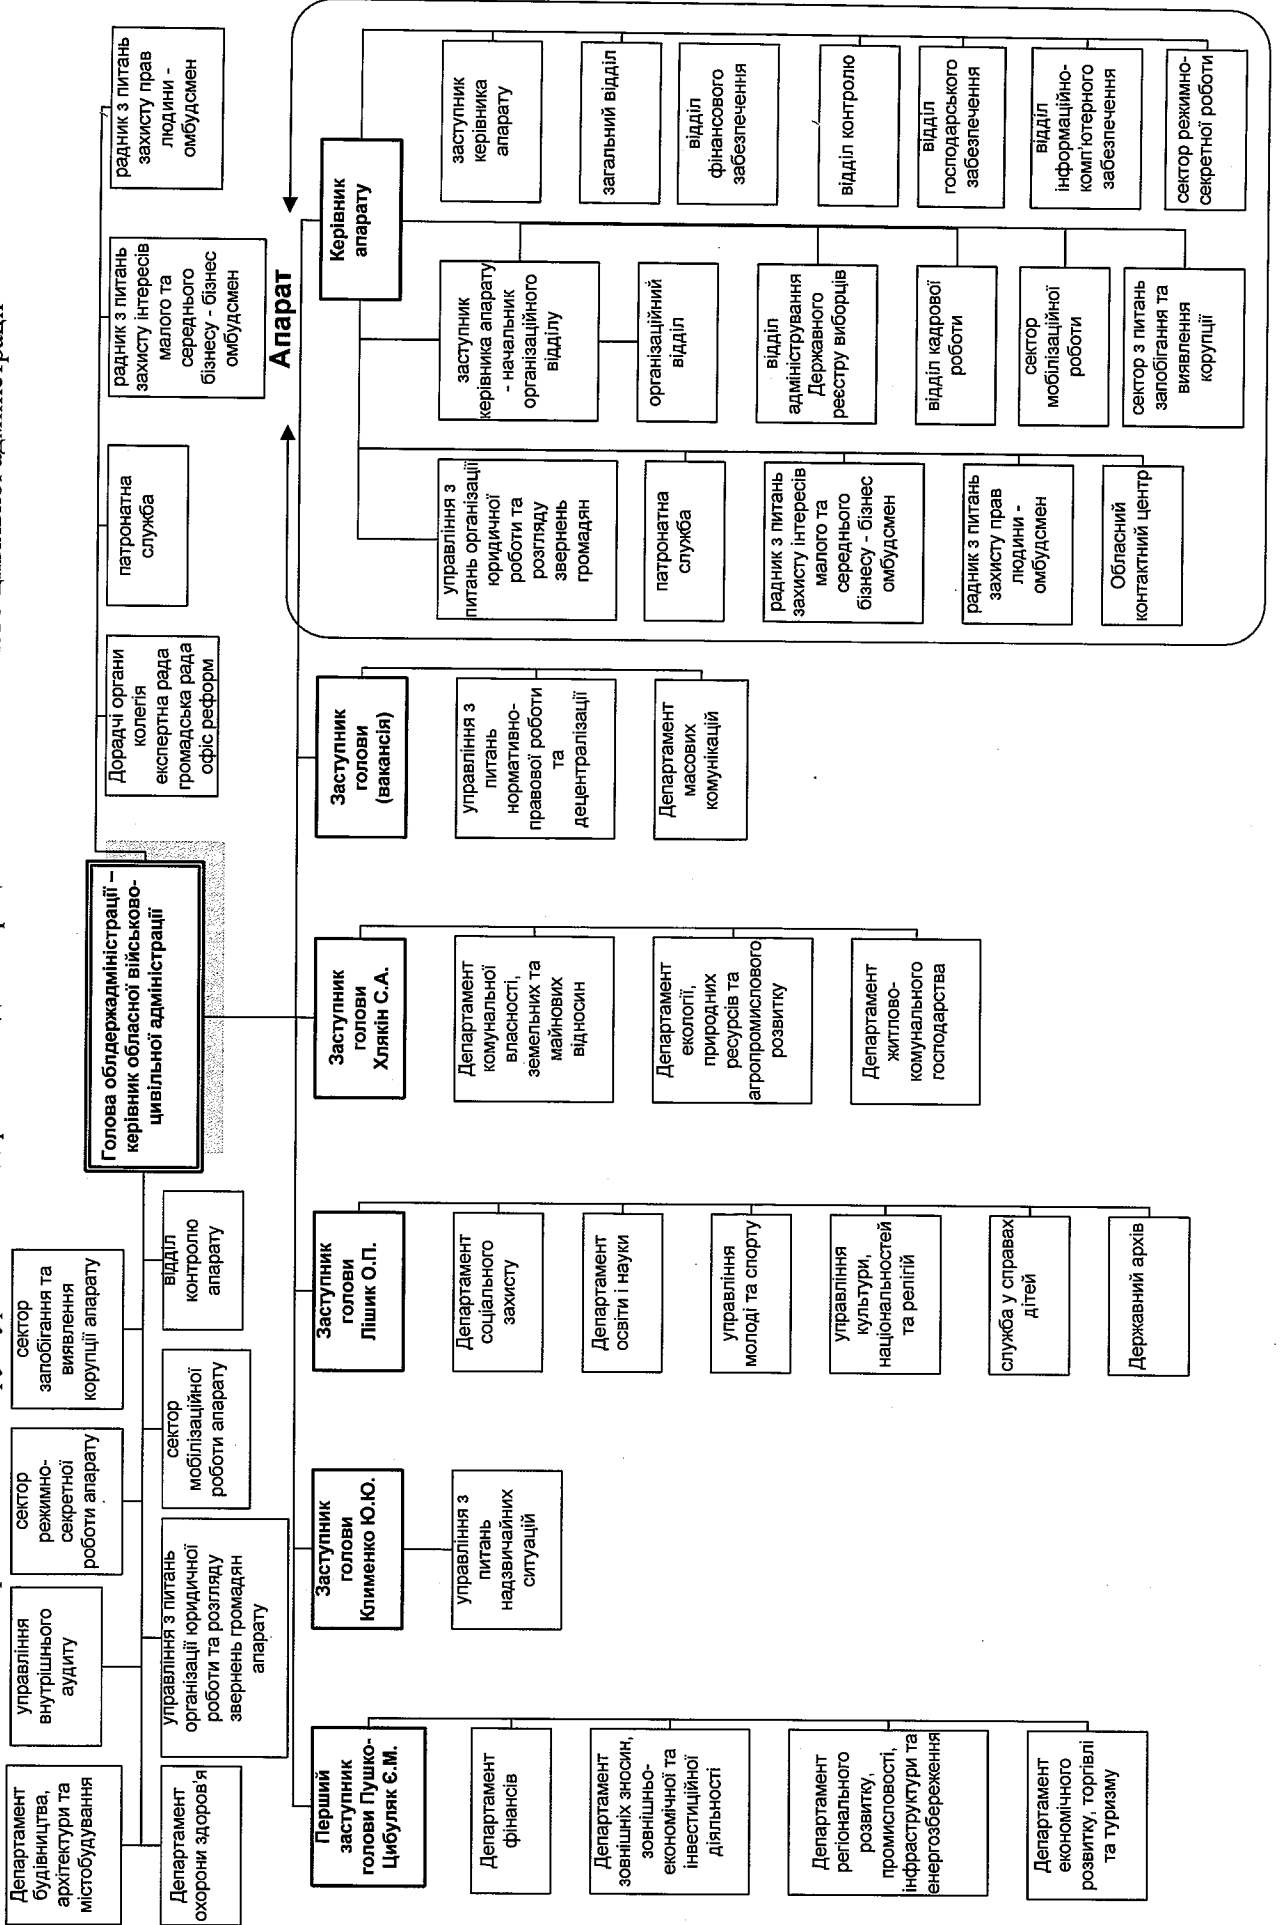 Департамент
будівництва,
архітектури та
містобудування
управління
внутрішнього
аудиту
сектор
режимно-
секретної
роботи апарату
сектор
запобігання та
виявлення
корупції апарату
Департамент
охорони здоров'я
управління з питань
організації юридичної
роботи та розгляду
звернень громадян
апарату
сектор
мобілізаційної
роботи апарату
відділ
контролю
апарату
Голова облдержадміністрації –
керівник обласної військово-
цивільної адміністрації
Дорадчі органи
колегія
експертна рада
громадська рада
офіс реформ
патронатна
служба
радник з питань
захисту інтересів
малого та
середнього
бізнесу - бізнес
омбудсмен
радник з питань
захисту прав
людини -
омбудсмен
Перший
заступник
голови Пушко-
Цибуляк Є.М.
Департамент
фінансів
Департамент
зовнішніх зносин,
зовнішньо-
економічної та
інвестиційної
діяльності
Департамент
регіонального
розвитку,
промисловості,
інфраструктури та
енергозбереження
Департамент
економічного
розвитку, торгівлі
та туризму
Заступник
голови
Клименко Ю.Ю.
управління з
питань
надзвичайних
ситуацій
Заступник
голови
Лішик О.П.
Департамент
соціального
захисту
Департамент
освіти і науки
управління
молоді та спорту
управління
культури,
національностей
та релігій
служба у справах
дітей
Державний архів
Заступник
голови
Хлякін С.А.
Департамент
комунальної
власності,
земельних та
майнових
відносин
Департамент
екології,
природних
ресурсів та
агропромислового
розвитку
Департамент
житлово-
комунального
господарства
Заступник
голови
(вакансія)
управління з
питань
нормативно-
правової роботи
та
децентралізації
Департамент
масових
комунікацій
Апарат
Керівник
апарату
управління з
питань організації
юридичної
роботи та
розгляду
звернень
громадян
патронатна
служба
радник з питань
захисту інтересів
малого та
середнього
бізнесу - бізнес
омбудсмен
радник з питань
захисту прав
людини -
омбудсмен
Обласний
контактний центр
заступник
керівника апарату
- начальник
організаційного
відділу
організаційний
відділ
відділ
адміністрування
Державного
реєстру виборців
відділ кадрової
роботи
сектор
мобілізаційної
роботи
сектор з питань
запобігання та
виявлення
корупції
заступник
керівника
апарату
загальний відділ
відділ
фінансового
забезпечення
відділ контролю
відділ
господарського
забезпечення
відділ
інформаційно-
комп'ютерного
забезпечення
сектор режимно-
секретної роботи